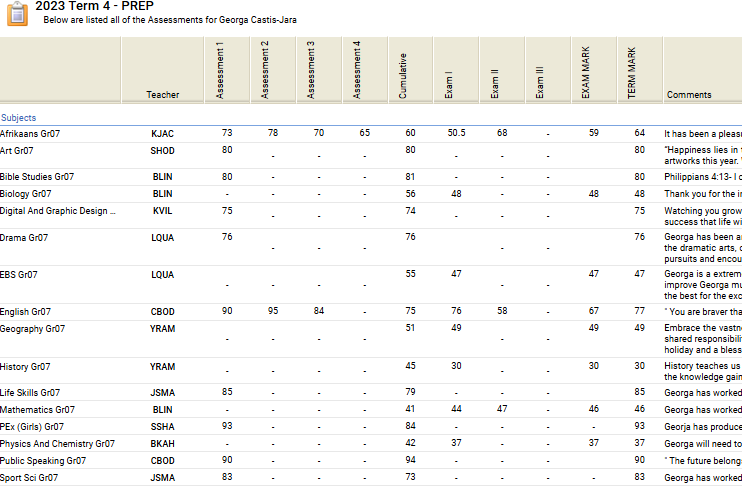 2023 Term 4 - PREP
Below are listed all of the Assessments for Georga Castis-Jara
Teacher Assessment 1 Assessment 2 Assessment 3 Assessment 4 Cumulative Exam I Exam II Exam III EXAM MARK TERM MARK Comments
Subjects
Afrikaans Gr07 KJAC 73 78 70 65 60 50.5 68 - 59 64 It has been a pleasu
Art Gr07 SHOD 80 - - - 80 - - - 80 "Happiness lies in t
artworks this year. "
Bible Studies Gr07 BLIN 80 - - - 81 - - - 80 Philippians 4:13- I c
Biology Gr07 BLIN - - - - 56 48 - - 48 48 Thank you for the in
Digital And Graphic Design ... KVIL 75 - - - 74 - - - 75 Watching you grow
success that life wi
Drama Gr07 LQUA 76 - - - 76 - - 76 Georga has been a
the dramatic arts, c
pursuits and encou
EBS Gr07 LQUA - - - - 55 47 - - 47 47 Georga is a extrem
improve Georga mu
the best for the exc
English Gr07 CBOD 90 95 84 - 75 76 58 - 67 77 " You are braver tha
Geography Gr07 YRAM - - - - 51 49 - - 49 49 Embrace the vastn
shared responsibili
holiday and a bless
History Gr07 YRAM - - - - 45 30 - - 30 30 History teaches us
the knowledge gain
Life Skills Gr07 JSMA 85 - - - 79 - - - 85 Georga has worked
Mathematics Gr07 BLIN - - - - 41 44 47 - 46 46 Georga has worked
PEx (Girls) Gr07 SSHA 93 - - - 84 - - - 93 Georja has produce
Physics And Chemistry Gr07 BKAH - - - - 42 37 - - 37 37 Georga will need to
Public Speaking Gr07 CBOD 90 - - - 94 - - - 90 " The future belong
Sport Sci Gr07 JSMA 83 - - - 73 - - - - 83 Georga has worked